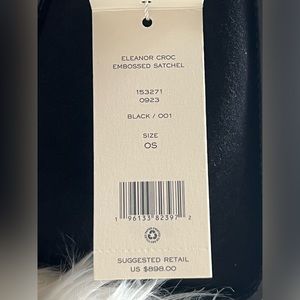 ELEANOR CROC
EMBOSSED SATCHEL
153271
0923
BLACK / 001
SIZE
OS
1 96133 82397 2
SUGGESTED RETAIL
US $898.00